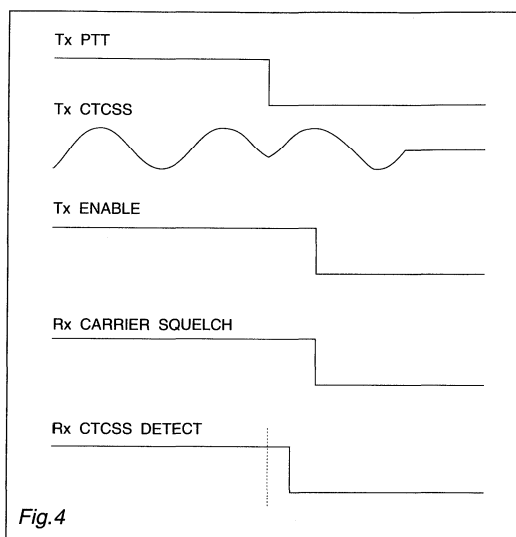 Tx PTT
Tx CTCSS
Tx ENABLE
Rx CARRIER SQUELCH
Rx CTCSS DETECT
Fig.4